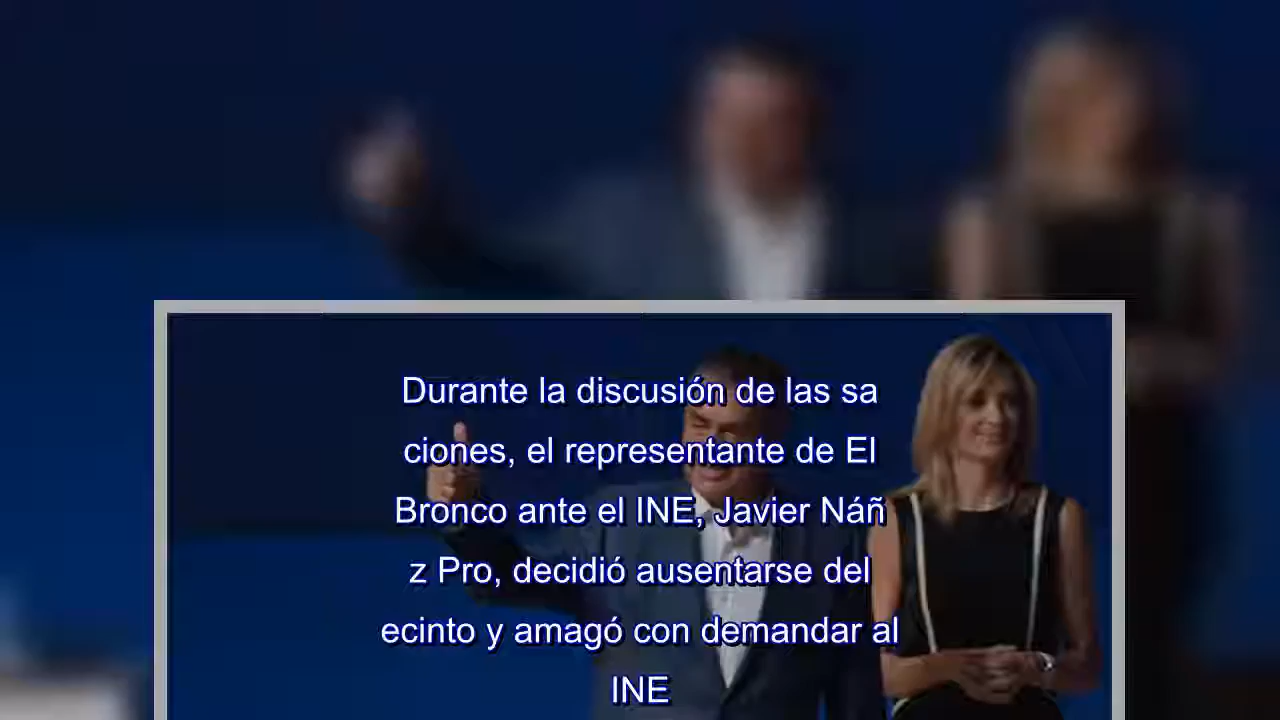 Durante la discusión de las sa
ciones, el representante de El
Bronco ante el INE, Javier Náñ
z Pro, decidió ausentarse del
ecinto y amagó con demandar al
INE